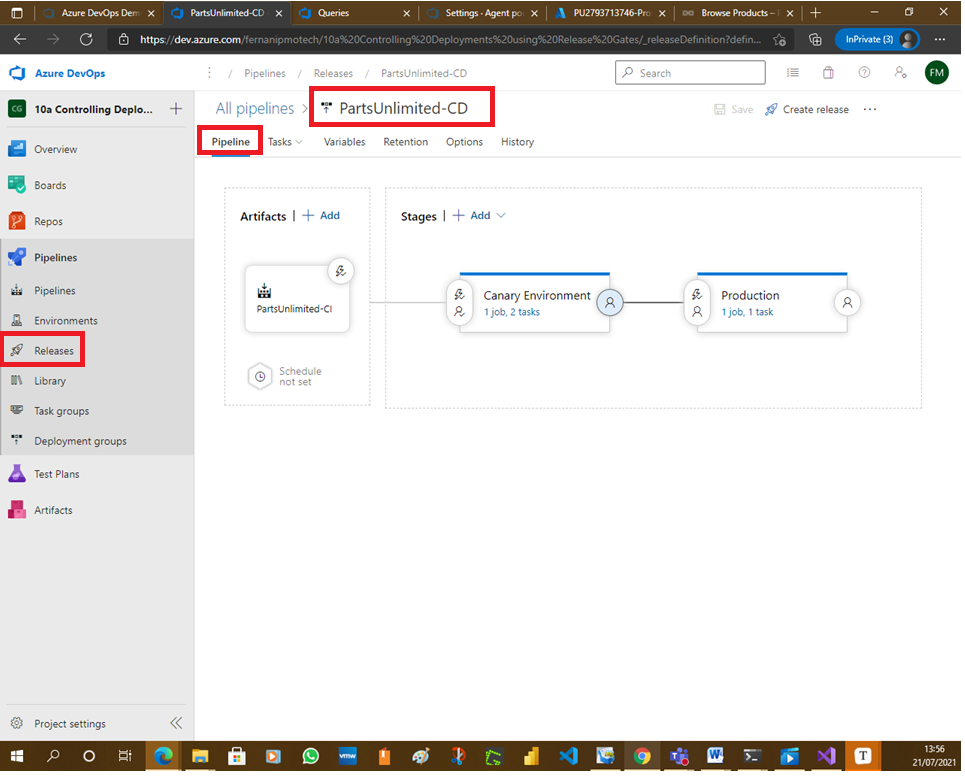 Azure DevOps Dem
PartsUnlimited-CD
Queries
Settings · Agent po
PU2793713746-Pro
Browse Products –
https://dev.azure.com/fernanipmotech/10a%20Controlling%20Deployments%20using%20Release%20Gates/_releaseDefinition?defin...
InPrivate (3)
Azure DevOps
/ Pipelines / Releases / PartsUnlimited-CD
Search
FM
CG
10a Controlling Deplo...
All pipelines > PartsUnlimited-CD
Save
Create release
Pipeline
Tasks
Variables
Retention
Options
History
Overview
Boards
Repos
Pipelines
Pipelines
Environments
Releases
Library
Task groups
Deployment groups
Test Plans
Artifacts
Artifacts | + Add
PartsUnlimited-CI
Schedule
not set
Stages | + Add
Canary Environment
1 job, 2 tasks
Production
1 job, 1 task
Project settings
vmw
T
13:56
21/07/2021